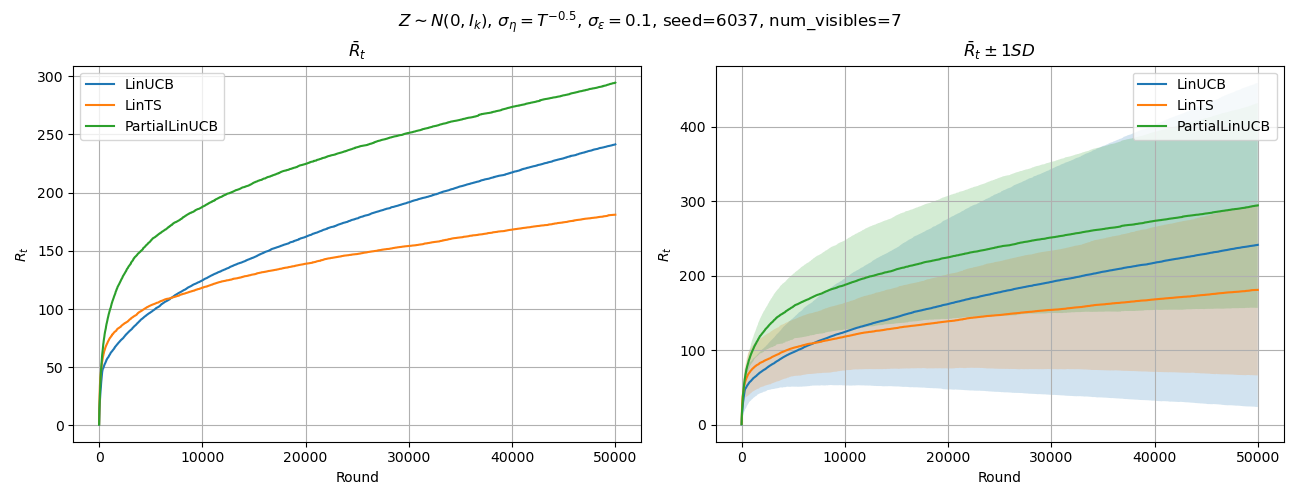 Z ∼ N(0, I_k), σ_η = T^{−0.5}, σ_ε = 0.1, seed=6037, num_visibles=7
R̄_t
300
250
200
150
100
50
0
R_t
LinUCB
LinTS
PartialLinUCB
0 10000 20000 30000 40000 50000
Round
R̄_t ± 1SD
400
300
200
100
0
R_t
LinUCB
LinTS
PartialLinUCB
0 10000 20000 30000 40000 50000
Round